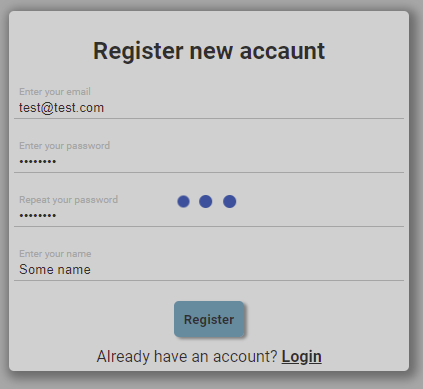 Register new accaunt
Enter your email
test@test.com
Enter your password
••••••••
Repeat your password
••••••••
Enter your name
Some name
Register
Already have an account? Login